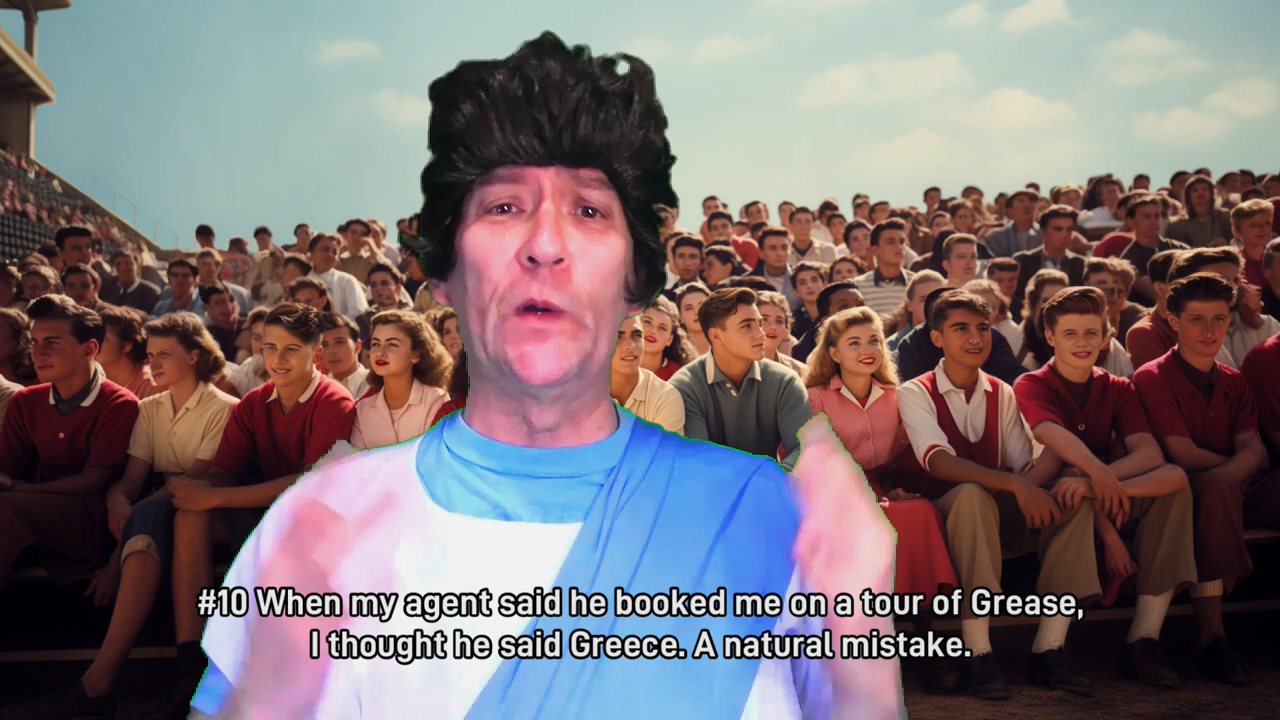 #10 When my agent said he booked me on a tour of Grease,
I thought he said Greece. A natural mistake.